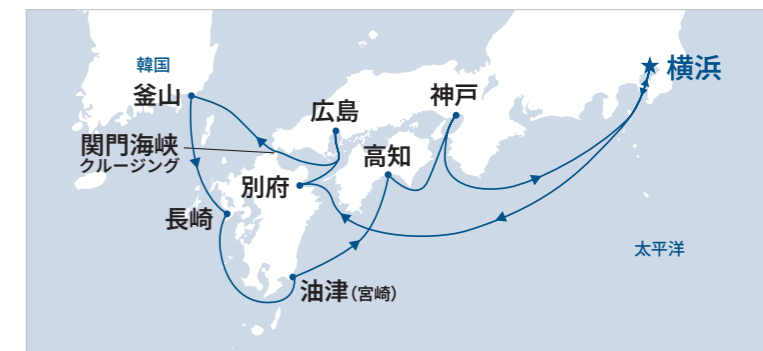 韓国
釜山
広島
神戸
★横浜
関門海峡
クルージング
高知
別府
長崎
油津(宮崎)
太平洋